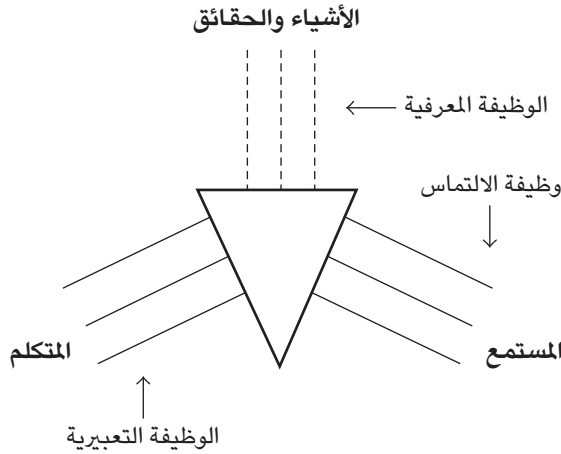 الأشياء والحقائق
الوظيفة المعرفية
وظيفة الالتماس
المستمع
المتكلم
الوظيفة التعبيرية